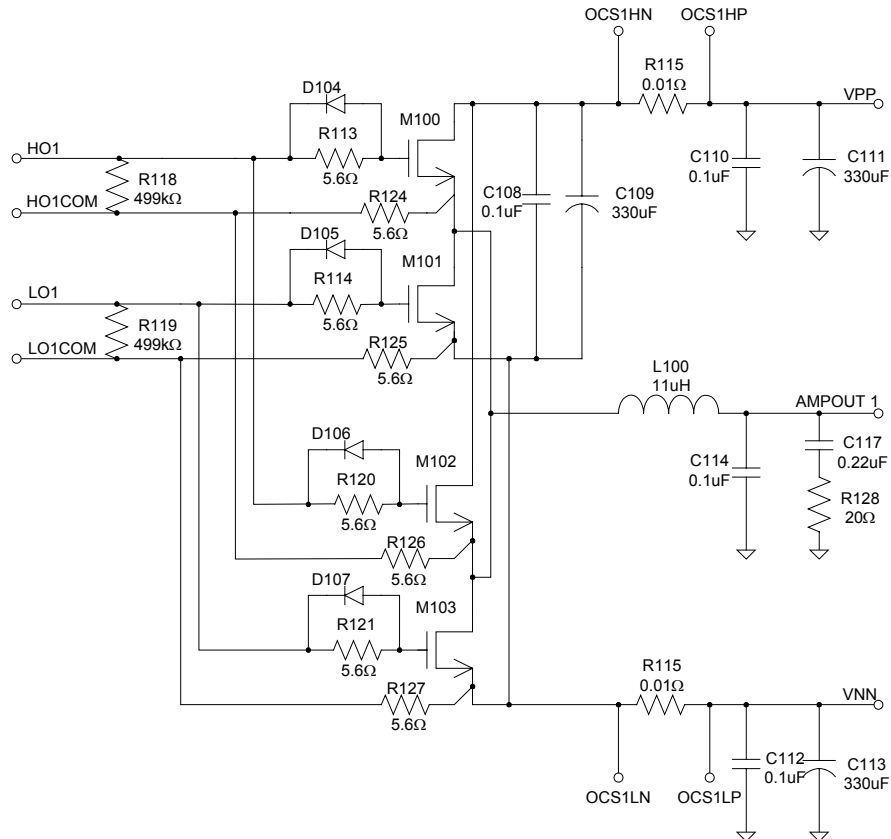 OCS1HN
OCS1HP
R115
0.01Ω
VPP
D104
M100
HO1
R113
5.6Ω
C110
0.1uF
C111
330uF
R118
499kΩ
C108
0.1uF
C109
330uF
HO1COM
R124
5.6Ω
D105
M101
LO1
R114
5.6Ω
R119
499kΩ
LO1COM
R125
5.6Ω
L100
11uH
AMPOUT 1
D106
M102
C114
0.1uF
C117
0.22uF
R120
5.6Ω
R128
20Ω
R126
5.6Ω
D107
M103
R121
5.6Ω
R115
0.01Ω
VNN
R127
5.6Ω
C112
0.1uF
C113
330uF
OCS1LN
OCS1LP